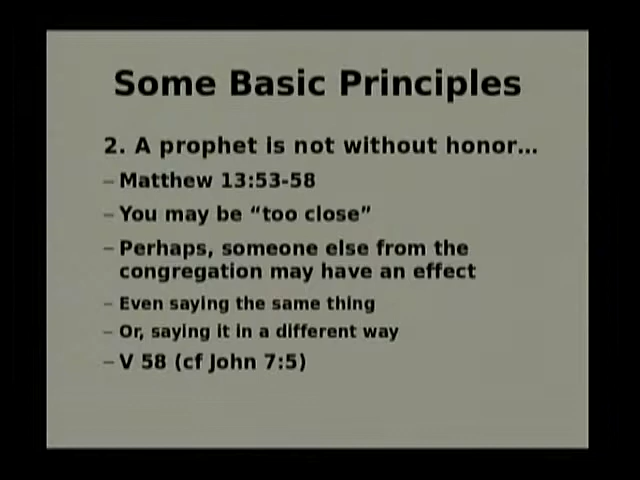 Some Basic Principles
2. A prophet is not without honor...
– Matthew 13:53-58
– You may be “too close”
– Perhaps, someone else from the
congregation may have an effect
– Even saying the same thing
– Or, saying it in a different way
– V 58 (cf John 7:5)